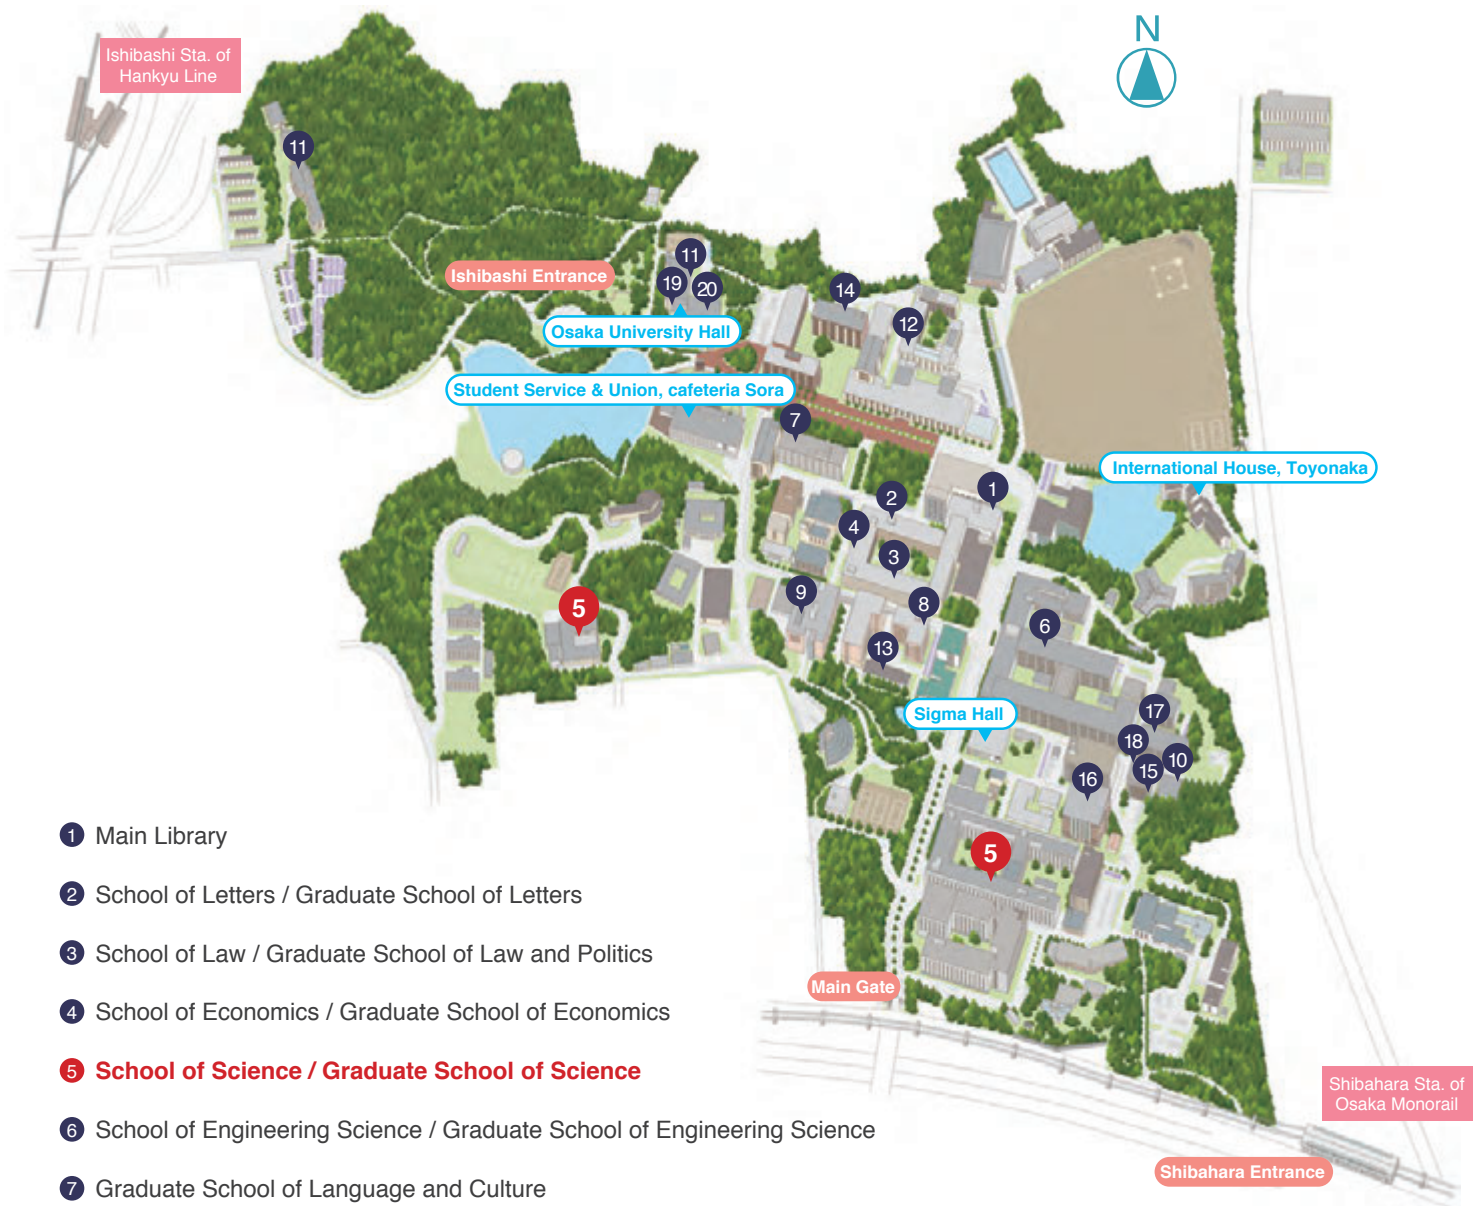 N
Ishibashi Sta. of
Hankyu Line
11
Ishibashi Entrance
11
19
20
14
12
Osaka University Hall
Student Service & Union, cafeteria Sora
7
International House, Toyonaka
1
2
4
3
9
8
5
6
13
Sigma Hall
17
18
10
15
16
5
Main Gate
Shibahara Sta. of
Osaka Monorail
Shibahara Entrance
1 Main Library
2 School of Letters / Graduate School of Letters
3 School of Law / Graduate School of Law and Politics
4 School of Economics / Graduate School of Economics
5 School of Science / Graduate School of Science
6 School of Engineering Science / Graduate School of Engineering Science
7 Graduate School of Language and Culture